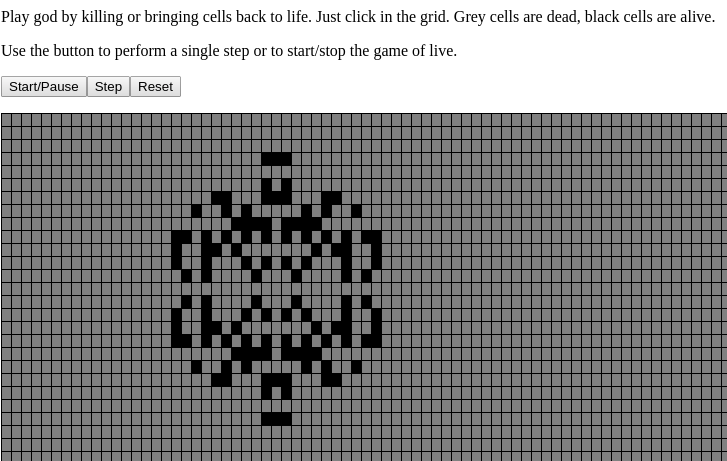 Play god by killing or bringing cells back to life. Just click in the grid. Grey cells are dead, black cells are alive.
Use the button to perform a single step or to start/stop the game of live.
Start/Pause Step Reset